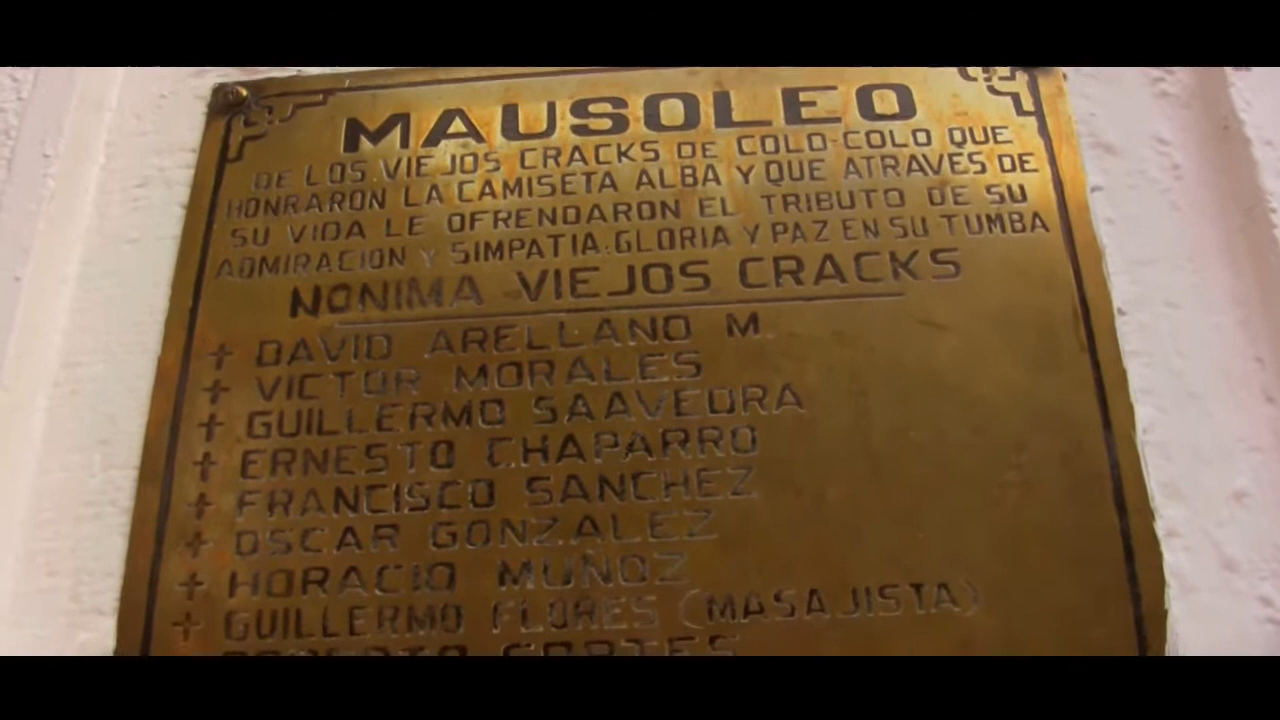 MAUSOLEO
DE LOS VIEJOS CRACKS DE COLO-COLO QUE
HONRARON LA CAMISETA ALBA Y QUE ATRAVES DE
SU VIDA LE OFRENDARON EL TRIBUTO DE SU
ADMIRACION Y SIMPATIA. GLORIA Y PAZ EN SU TUMBA
NONIMA VIEJOS CRACKS
+ DAVID ARELLANO M.
+ VICTOR MORALES
+ GUILLERMO SAAVEDRA
+ ERNESTO CHAPARRO
+ FRANCISCO SANCHEZ
+ OSCAR GONZALEZ
+ HORACIO MUÑOZ
+ GUILLERMO FLORES (MASAJISTA)
ROBERTO CORTES